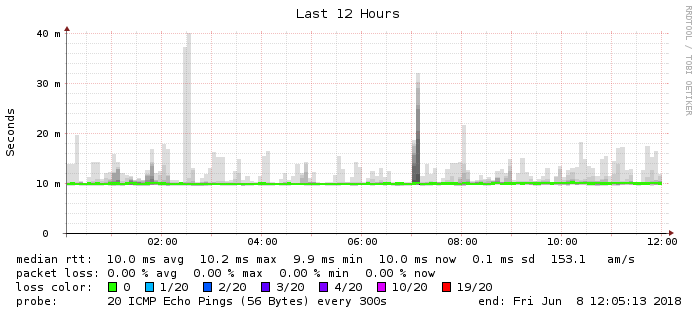 Last 12 Hours
RRDTOOL / TOBI OETIKER
Seconds
40 m
30 m
20 m
10 m
0
02:00 04:00 06:00 08:00 10:00 12:00
median rtt: 10.0 ms avg 10.2 ms max 9.9 ms min 10.0 ms now 0.1 ms sd 153.1 am/s
packet loss: 0.00 % avg 0.00 % max 0.00 % min 0.00 % now
loss color: 0 1/20 2/20 3/20 4/20 10/20 19/20
probe: 20 ICMP Echo Pings (56 Bytes) every 300s end: Fri Jun 8 12:05:13 2018